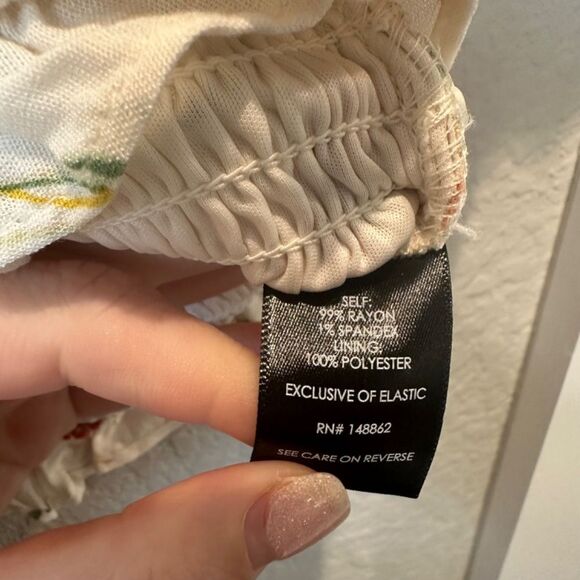 SELF:
99% RAYON
1% SPANDEX
LINING:
100% POLYESTER
EXCLUSIVE OF ELASTIC
RN# 148862
SEE CARE ON REVERSE